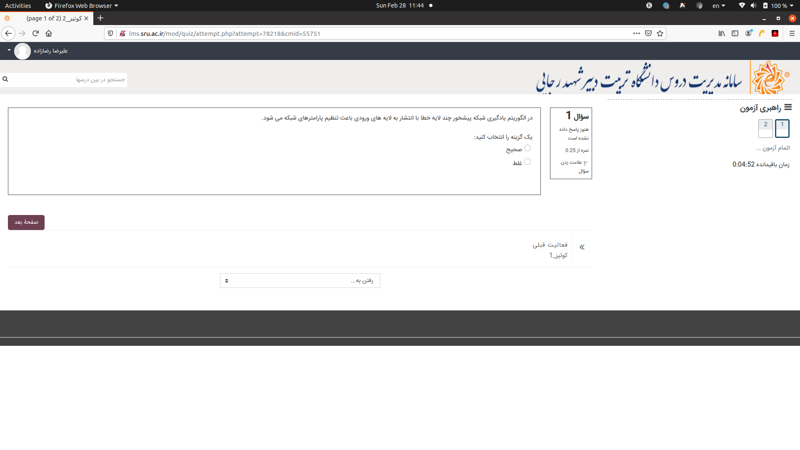 Activities
Firefox Web Browser
Sun Feb 28 11:44
en
100 %
کوئیز_2 (page 1 of 2)
lms.sru.ac.ir/mod/quiz/attempt.php?attempt=78218&cmid=55751
علیرضا رضازاده
سامانه مدیریت دروس دانشگاه تربیت دبیر شهید رجائی
جستجو در بین درسها
راهبری آزمون
1
2
اتمام آزمون ...
زمان باقیمانده 0:04:52
سؤال 1
هنوز پاسخ داده
نشده است
نمره از 0.25
علامت زدن
سؤال
در الگوریتم یادگیری شبکه پیشخور چند لایه خطا با انتشار به لایه های ورودی باعث تنظیم پارامترهای شبکه می شود.
یک گزینه را انتخاب کنید:
صحیح
غلط
صفحهٔ بعد
فعالیت قبلی
کوئیز_1
رفتن به...